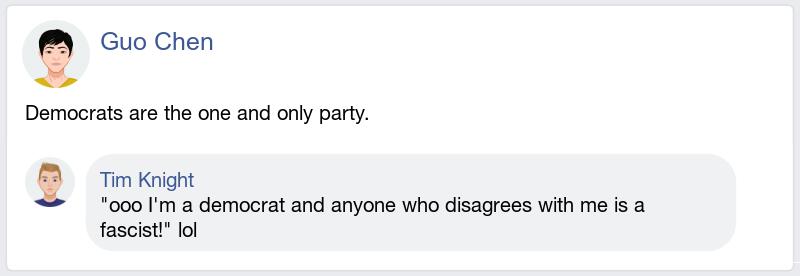 Guo Chen
Democrats are the one and only party.
Tim Knight
"ooo I'm a democrat and anyone who disagrees with me is a
fascist!" lol